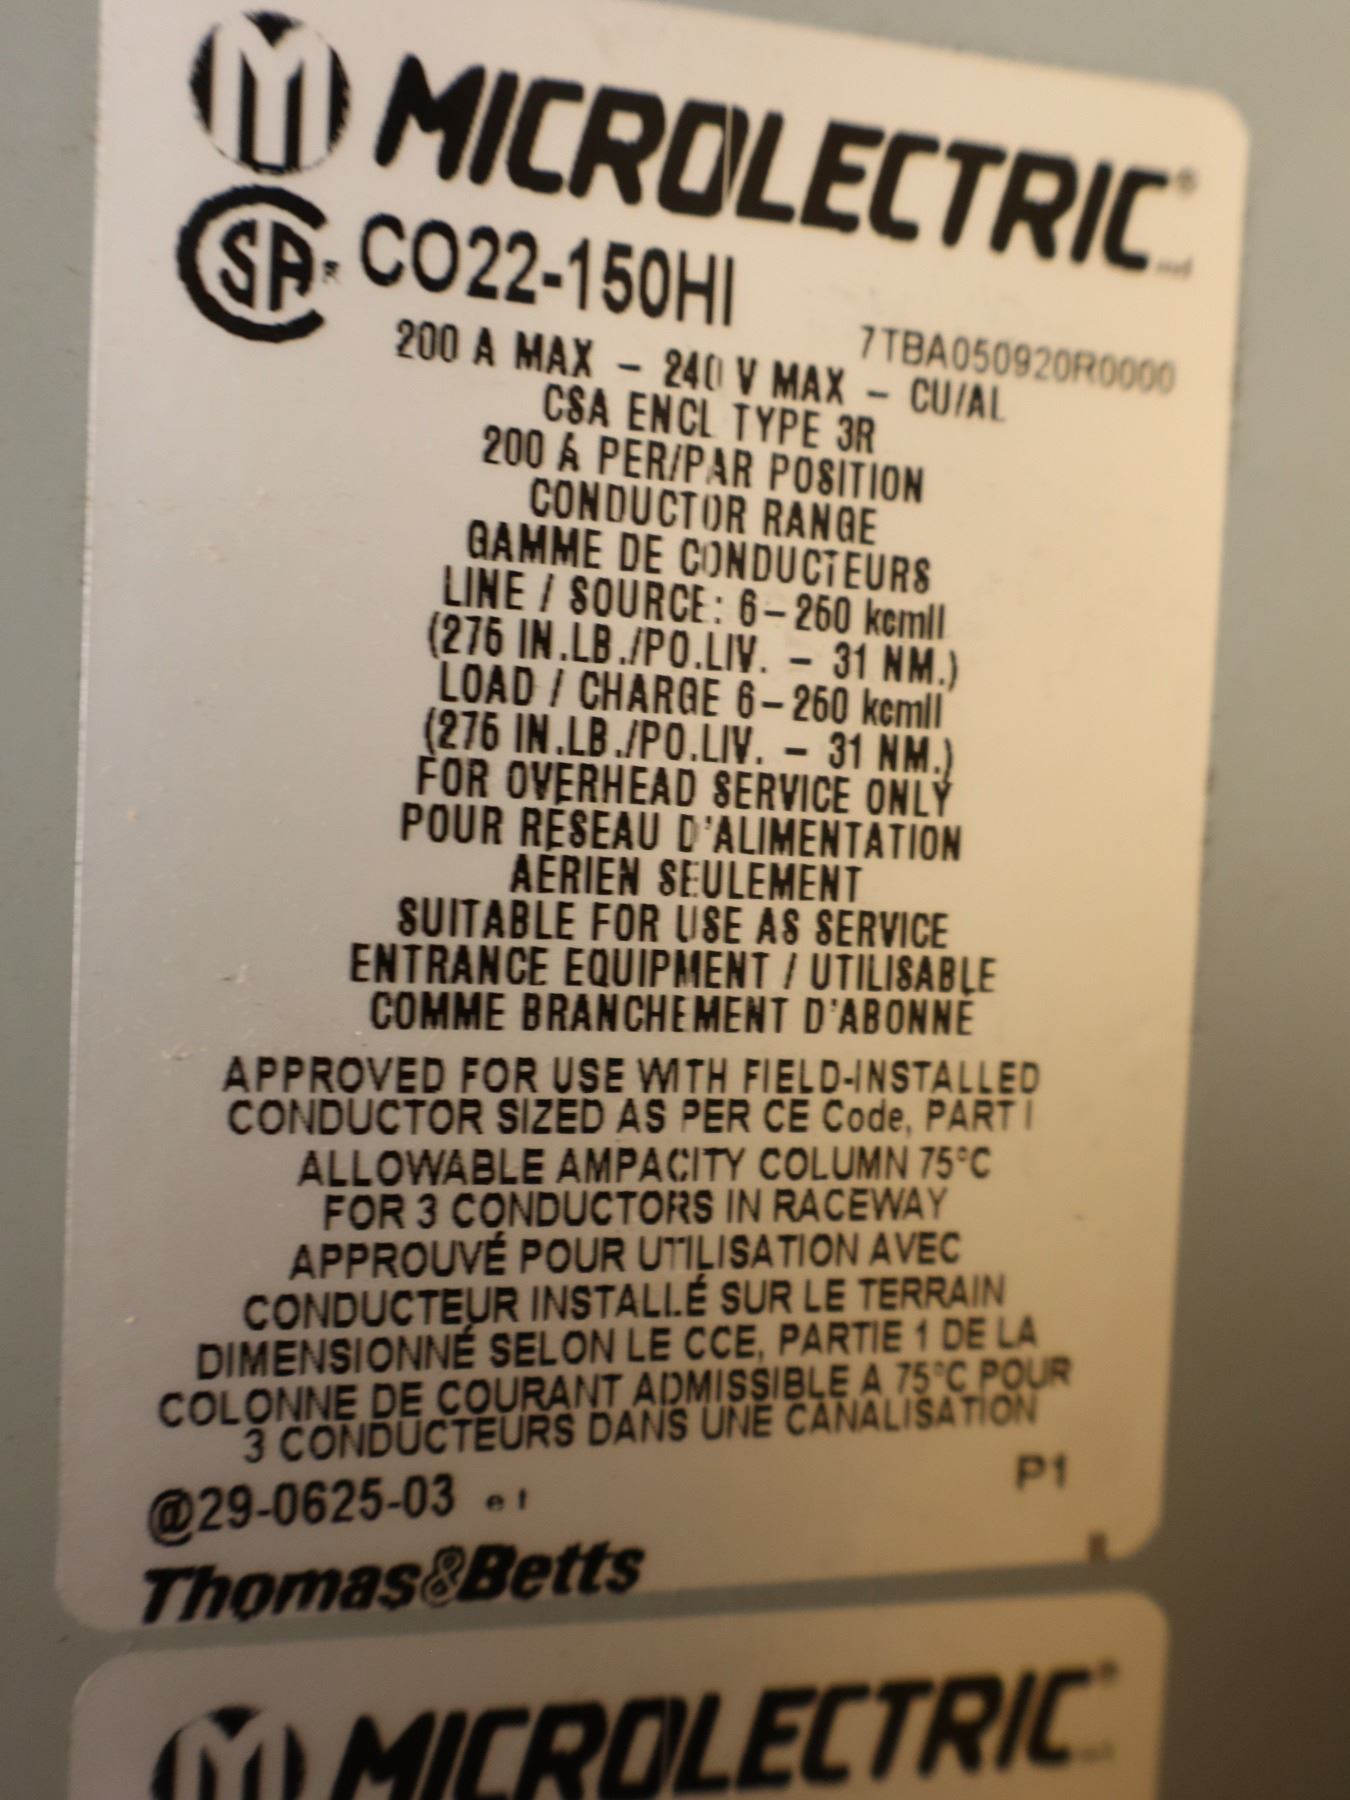 MICROLECTRIC®
CSA® CO22-150HI
7TBA050920R0000
200 A MAX – 240 V MAX – CU/AL
CSA ENCL TYPE 3R
200 A PER/PAR POSITION
CONDUCTOR RANGE
GAMME DE CONDUCTEURS
LINE / SOURCE: 6 – 250 kcmil
(275 IN.LB./PO.LIV. – 31 NM.)
LOAD / CHARGE 6 – 250 kcmil
(275 IN.LB./PO.LIV. – 31 NM.)
FOR OVERHEAD SERVICE ONLY
POUR RÉSEAU D'ALIMENTATION
AÉRIEN SEULEMENT
SUITABLE FOR USE AS SERVICE
ENTRANCE EQUIPMENT / UTILISABLE
COMME BRANCHEMENT D'ABONNÉ
APPROVED FOR USE WITH FIELD-INSTALLED
CONDUCTOR SIZED AS PER CE Code, PART I
ALLOWABLE AMPACITY COLUMN 75°C
FOR 3 CONDUCTORS IN RACEWAY
APPROUVÉ POUR UTILISATION AVEC
CONDUCTEUR INSTALLÉ SUR LE TERRAIN
DIMENSIONNÉ SELON LE CCE, PARTIE 1 DE LA
COLONNE DE COURANT ADMISSIBLE A 75°C POUR
3 CONDUCTEURS DANS UNE CANALISATION
@29-0625-03
P1
Thomas&Betts
MICROLECTRIC®